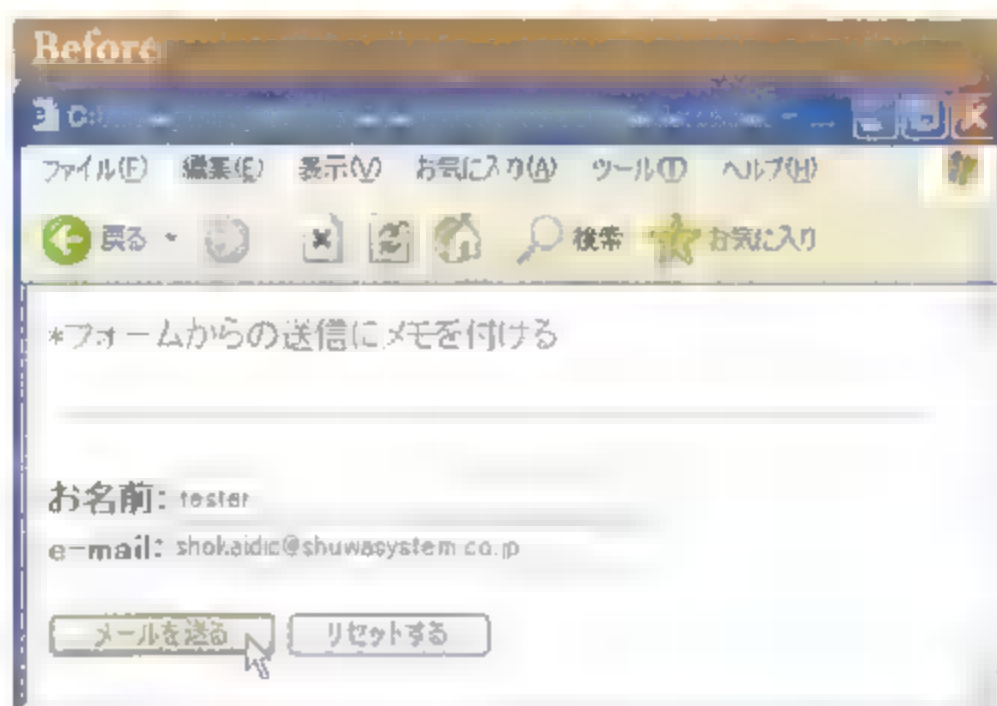 Before
C:
ファイル(F) 編集(E) 表示(V) お気に入り(A) ツール(T) ヘルプ(H)
戻る 検索 お気に入り
*フォームからの送信にメモを付ける
お名前: tester
e-mail: shokaidic@shuwasystem.co.jp
メールを送る リセットする